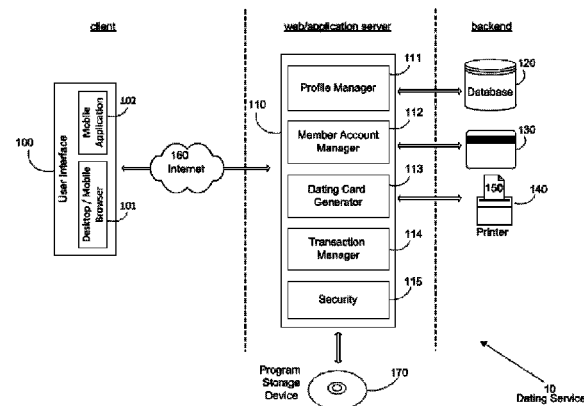 client
web/application server
backend
100
User Interface
Mobile
Application
102
Desktop / Mobile
Browser
101
160
Internet
110
111
Profile Manager
112
Member Account
Manager
113
Dating Card
Generator
Transaction
Manager
114
Security
115
120
Database
130
150
140
Printer
Program
Storage
Device
170
10
Dating Service